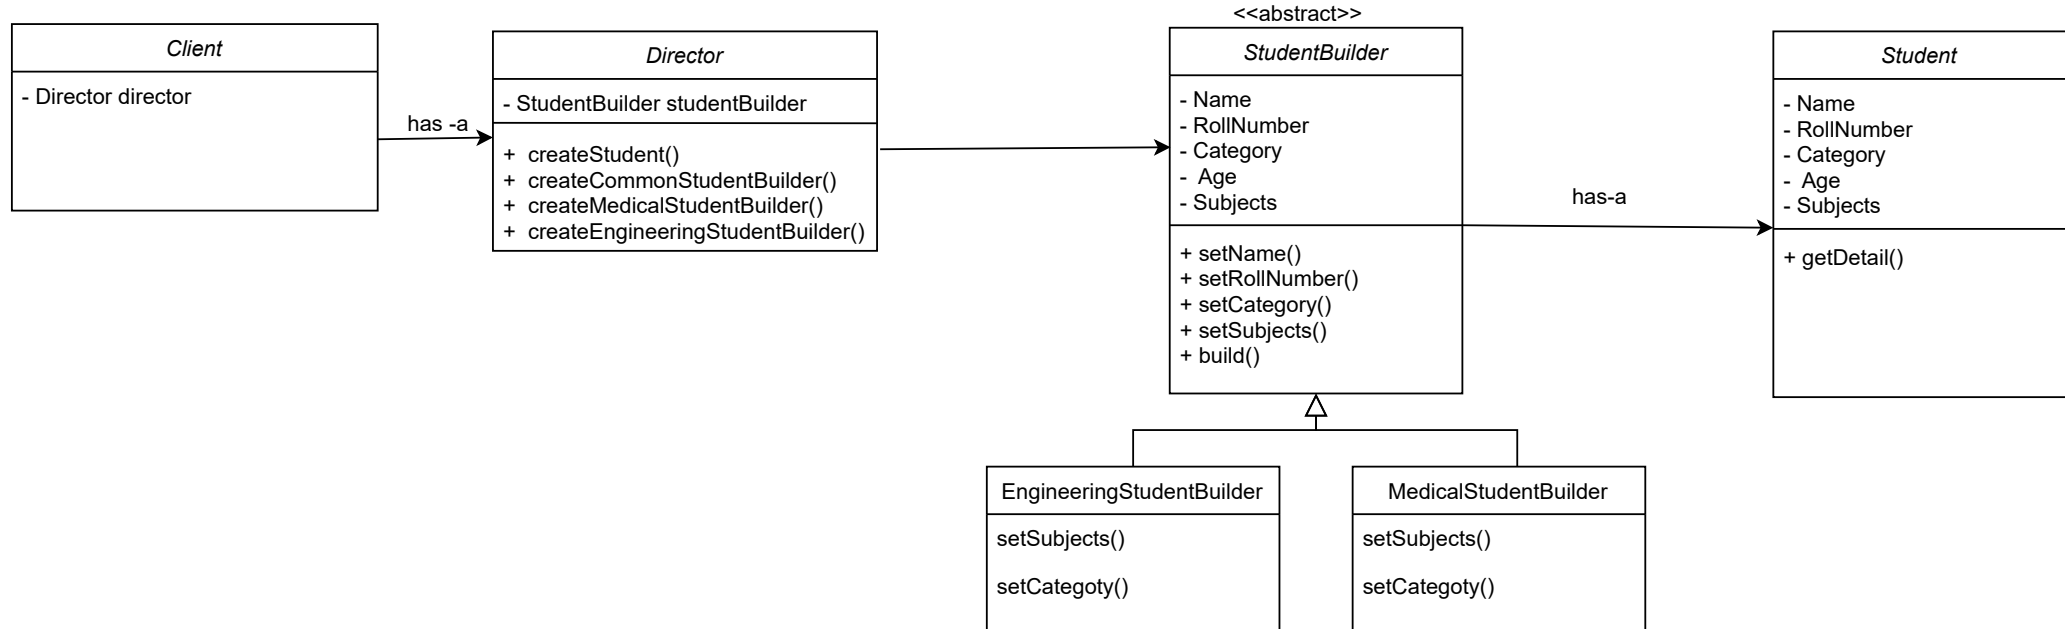 Client
- Director director
has -a
Director
- StudentBuilder studentBuilder
+ createStudent()
+ createCommonStudentBuilder()
+ createMedicalStudentBuilder()
+ createEngineeringStudentBuilder()
<<abstract>>
StudentBuilder
- Name
- RollNumber
- Category
- Age
- Subjects
+ setName()
+ setRollNumber()
+ setCategory()
+ setSubjects()
+ build()
has-a
Student
- Name
- RollNumber
- Category
- Age
- Subjects
+ getDetail()
EngineeringStudentBuilder
setSubjects()
setCategoty()
MedicalStudentBuilder
setSubjects()
setCategoty()